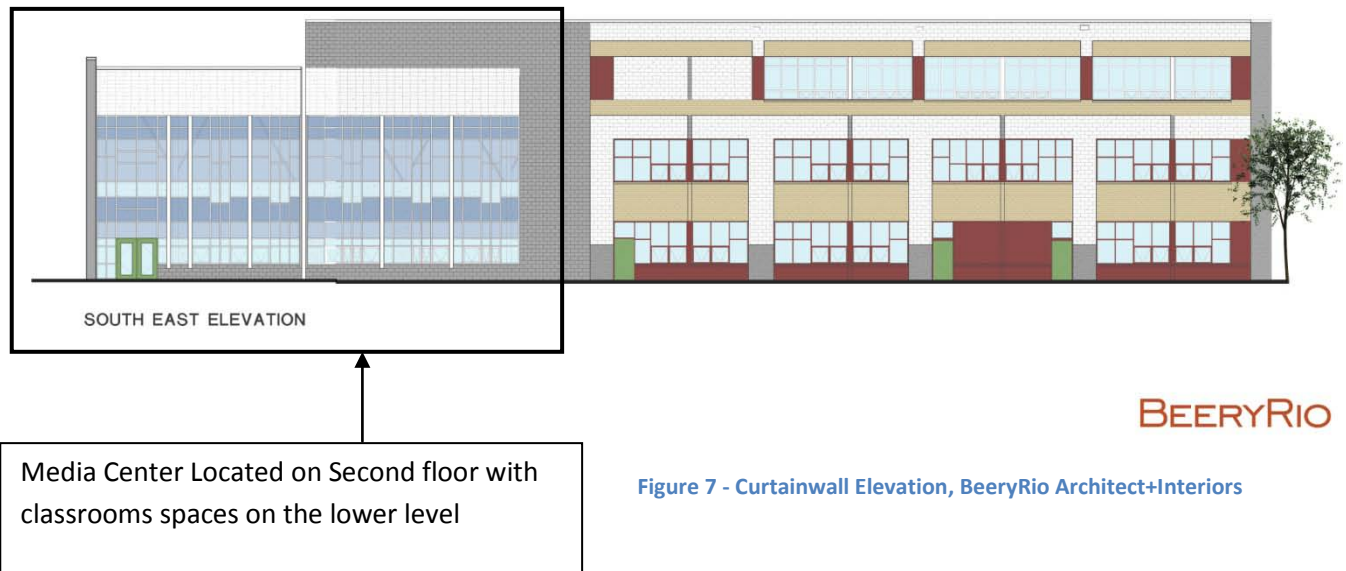 SOUTH EAST ELEVATION
BEERYRIO
Media Center Located on Second floor with
classrooms spaces on the lower level
Figure 7 - Curtainwall Elevation, BeeryRio Architect+Interiors